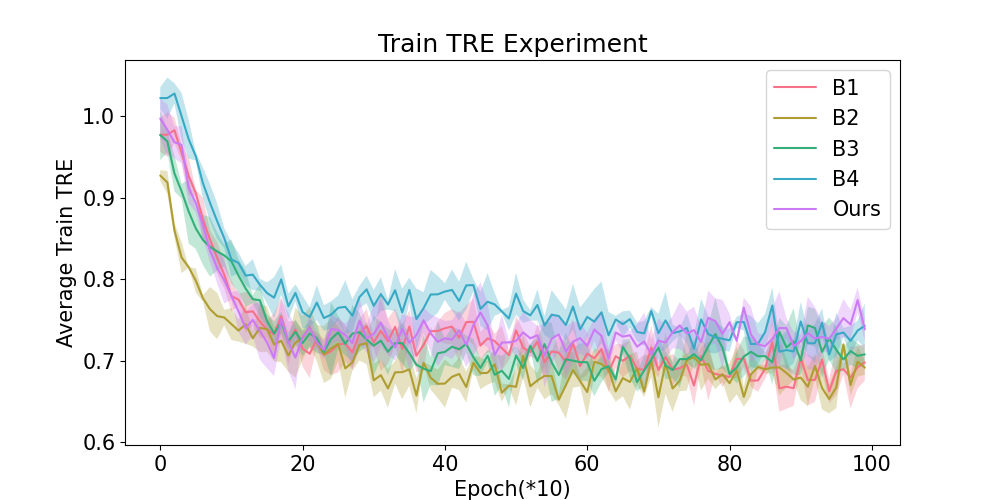 Train TRE Experiment
Average Train TRE
1.0
0.9
0.8
0.7
0.6
0
20
40
60
80
100
Epoch(*10)
B1
B2
B3
B4
Ours